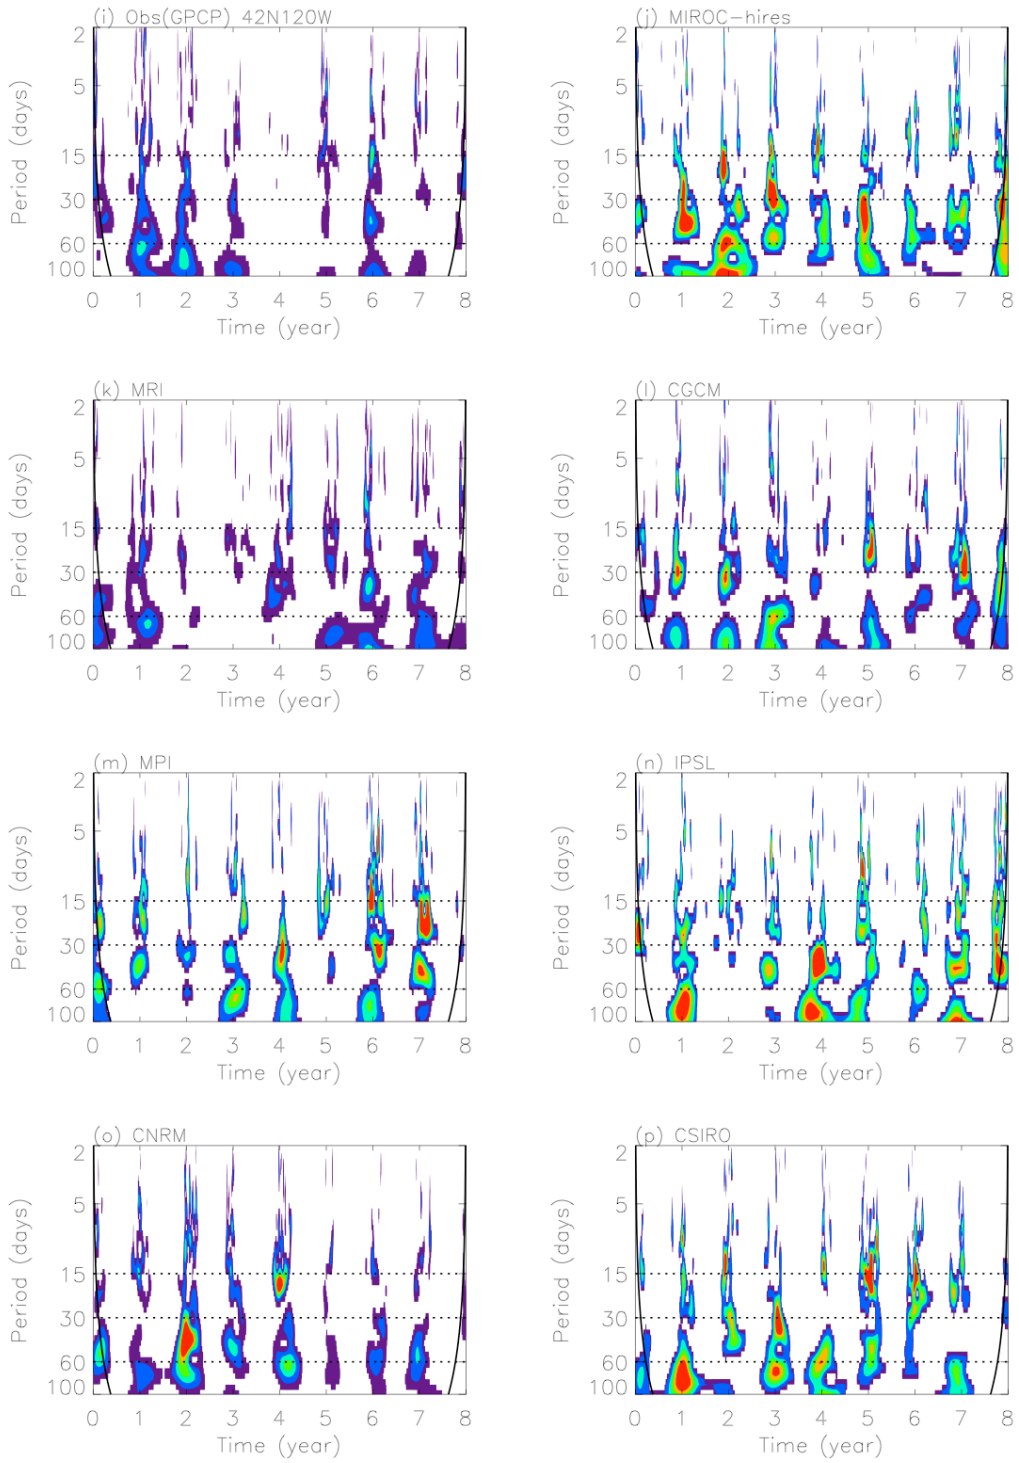 (i) Obs(GPCP) 42N120W
2
5
15
30
60
100
Period (days)
0 1 2 3 4 5 6 7 8
Time (year)
(j) MIROC-hires
2
5
15
30
60
100
Period (days)
0 1 2 3 4 5 6 7 8
Time (year)
(k) MRI
2
5
15
30
60
100
Period (days)
0 1 2 3 4 5 6 7 8
Time (year)
(l) CGCM
2
5
15
30
60
100
Period (days)
0 1 2 3 4 5 6 7 8
Time (year)
(m) MPI
2
5
15
30
60
100
Period (days)
0 1 2 3 4 5 6 7 8
Time (year)
(n) IPSL
2
5
15
30
60
100
Period (days)
0 1 2 3 4 5 6 7 8
Time (year)
(o) CNRM
2
5
15
30
60
100
Period (days)
0 1 2 3 4 5 6 7 8
Time (year)
(p) CSIRO
2
5
15
30
60
100
Period (days)
0 1 2 3 4 5 6 7 8
Time (year)